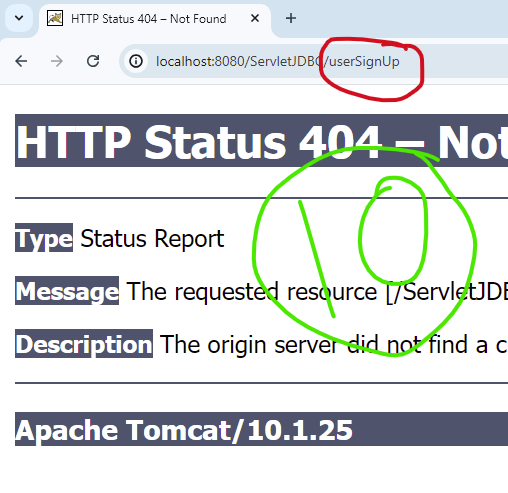 HTTP Status 404 – Not Found
localhost:8080/ServletJDBC/userSignUp
HTTP Status 404 – Not
Type Status Report
Message The requested resource [/ServletJDB
Description The origin server did not find a c
10
Apache Tomcat/10.1.25